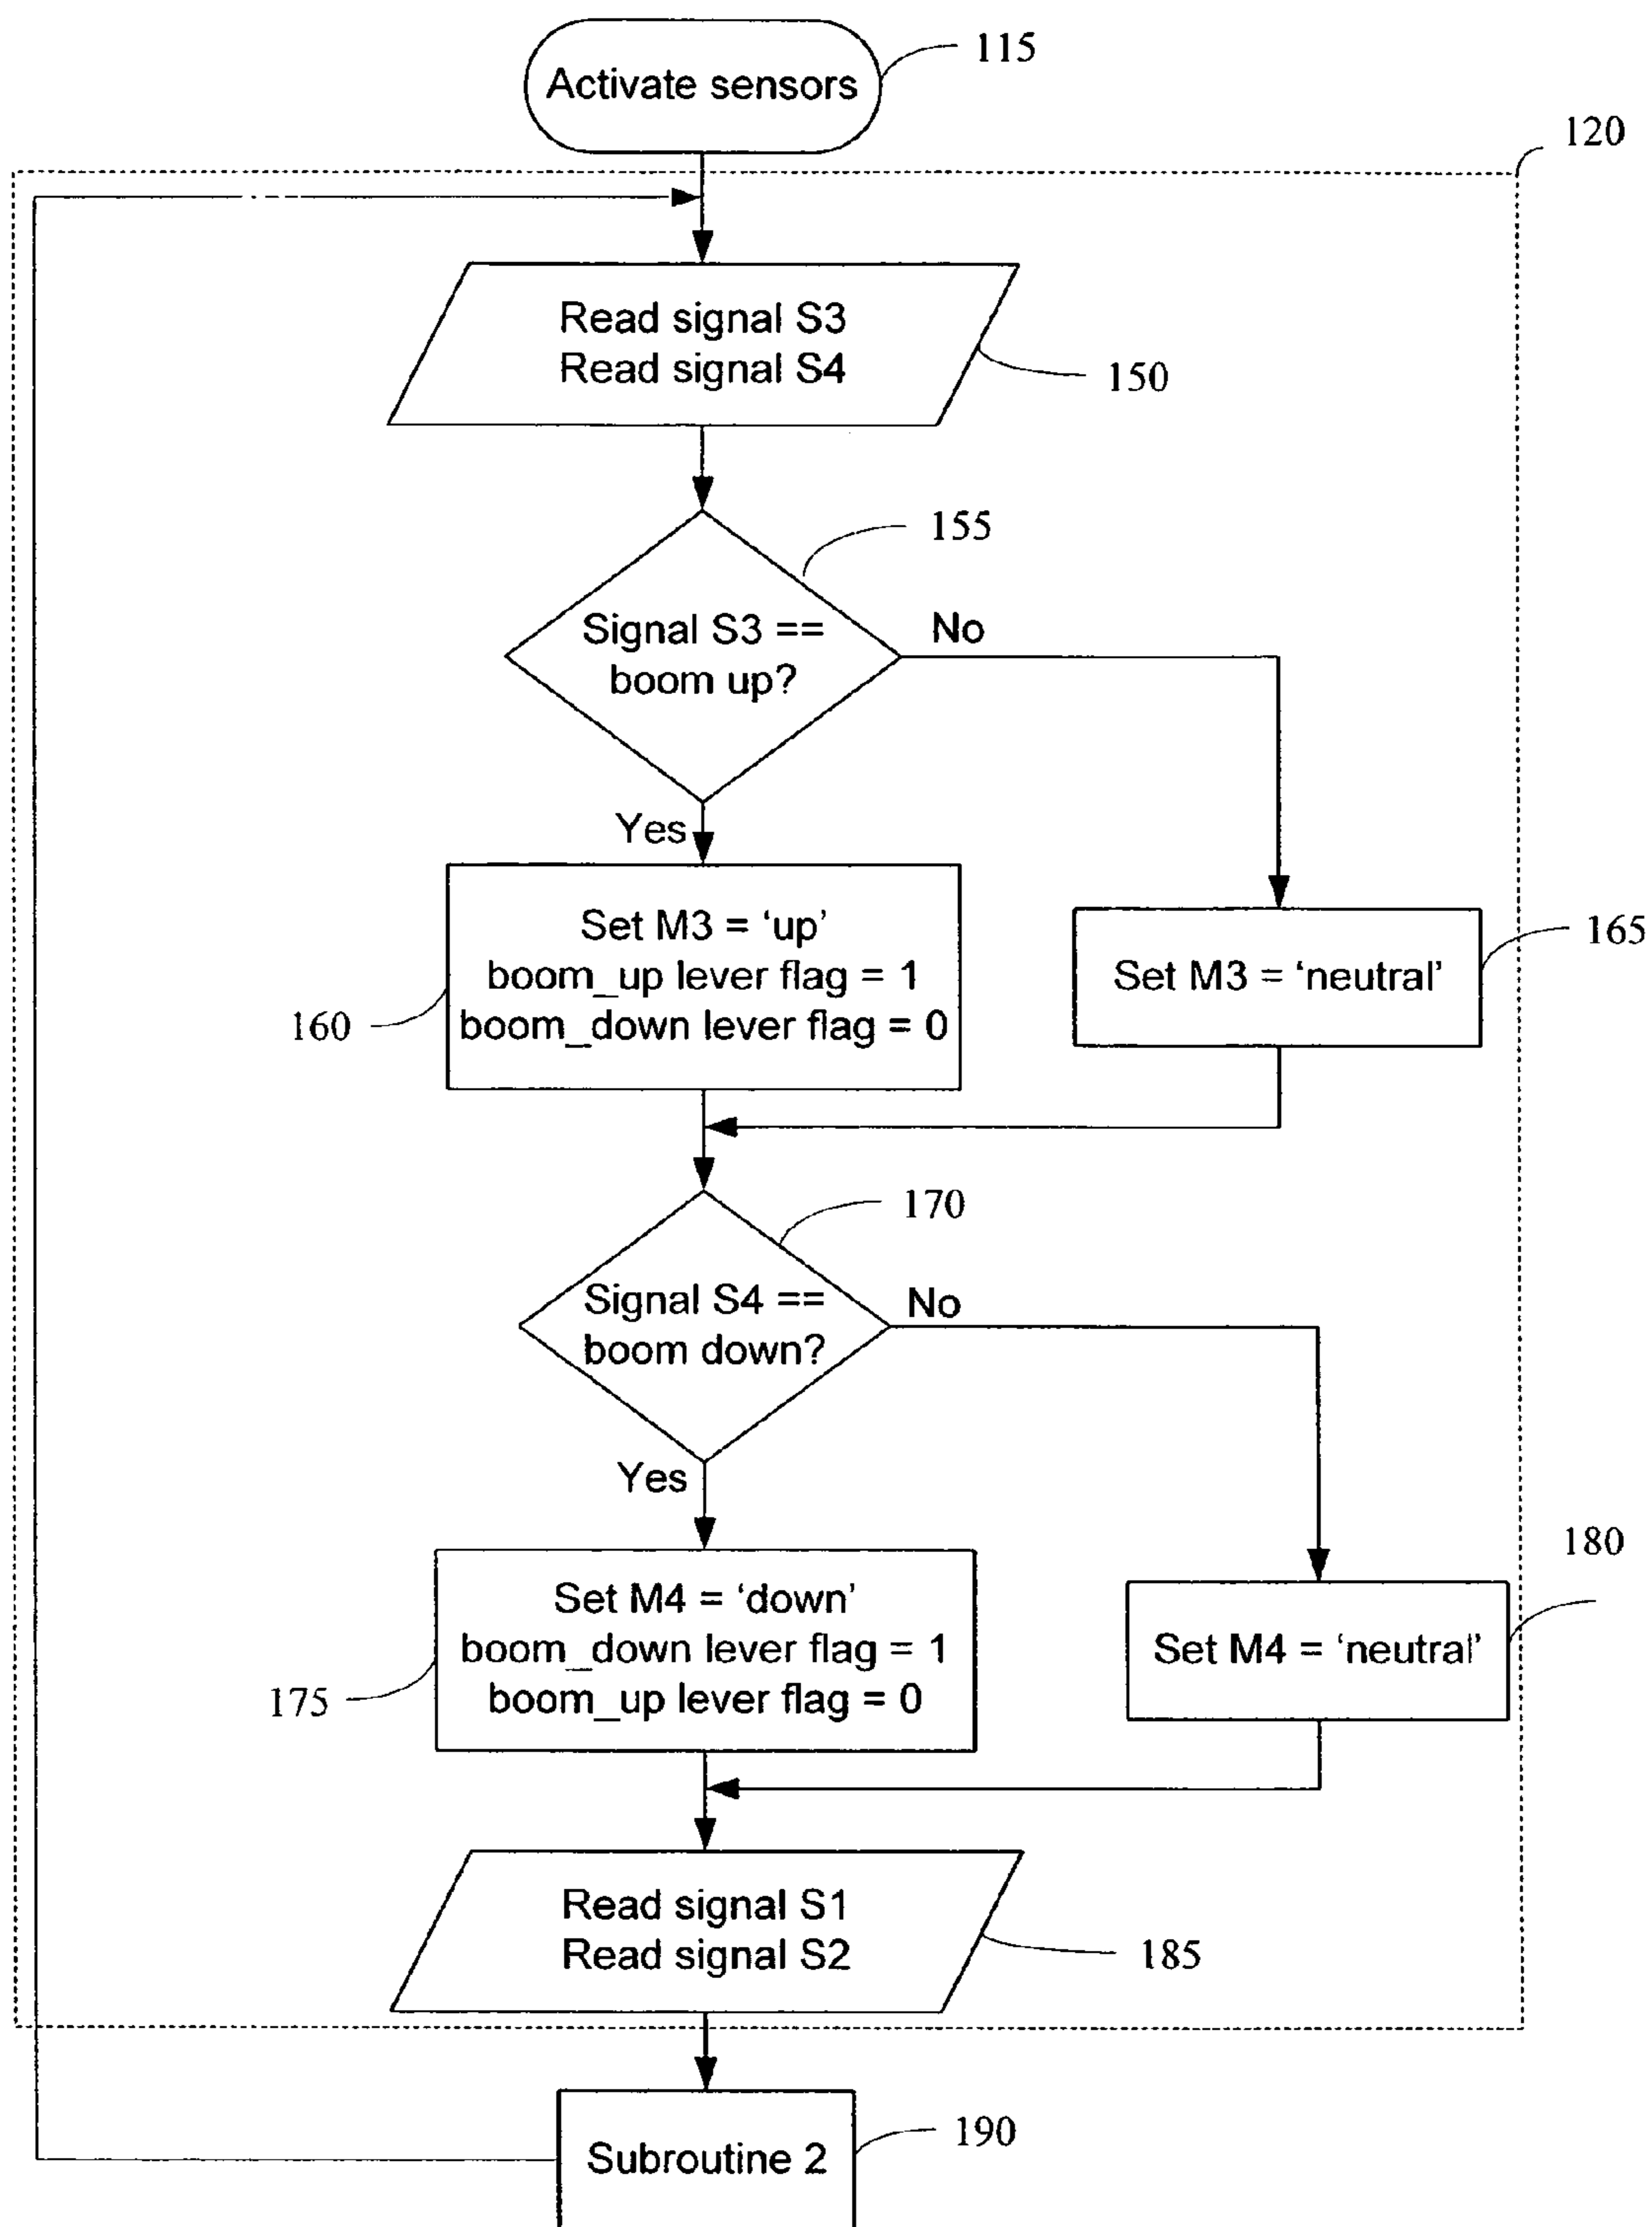 Activate sensors
115
120
Read signal S3
Read signal S4
150
155
Signal S3 ==
boom up?
No
Yes
Set M3 = ‘up’
boom_up lever flag = 1
boom_down lever flag = 0
160
Set M3 = ‘neutral’
165
170
Signal S4 ==
boom down?
No
Yes
Set M4 = ‘down’
boom_down lever flag = 1
boom_up lever flag = 0
175
180
Set M4 = ‘neutral’
Read signal S1
Read signal S2
185
Subroutine 2
190